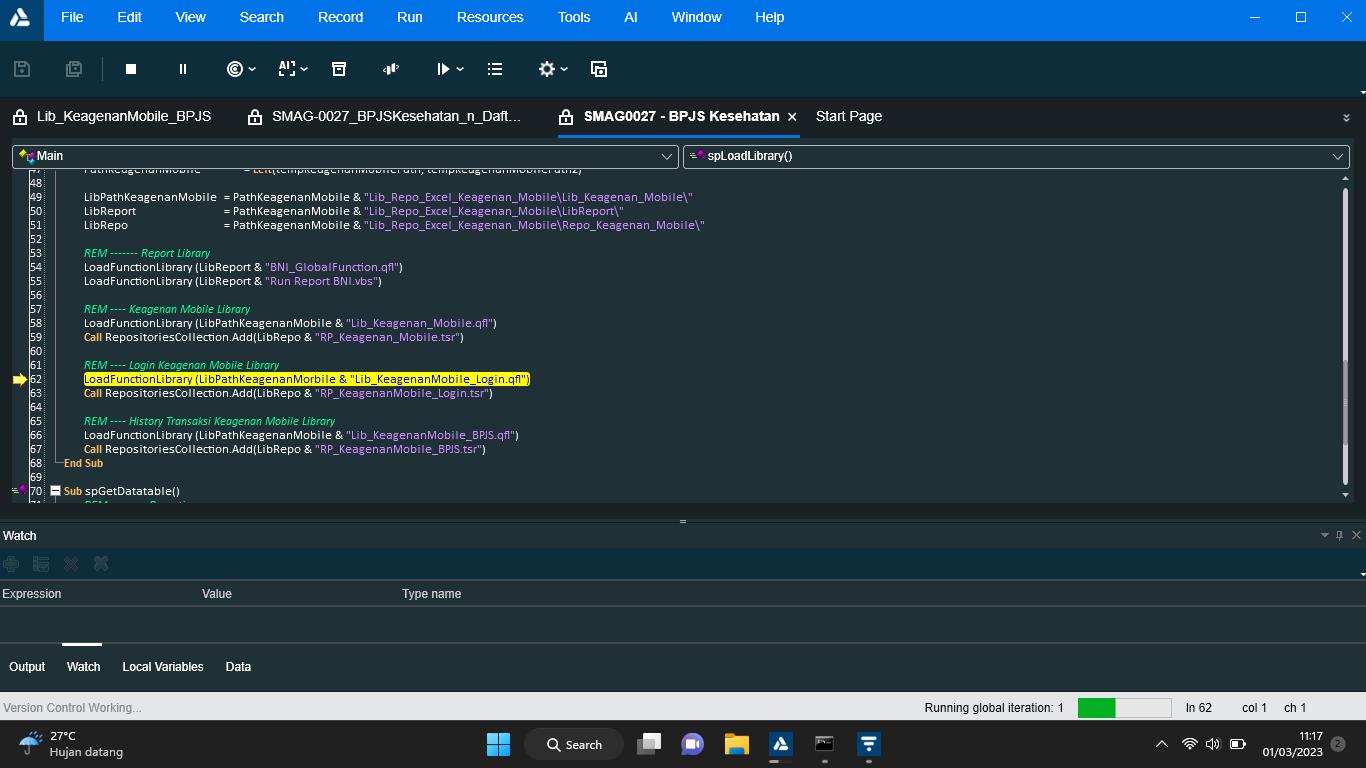 File Edit View Search Record Run Resources Tools AI Window Help
Lib_KeagenanMobile_BPJS SMAG-0027_BPJSKesehatan_n_Daft... SMAG0027 - BPJS Kesehatan Start Page
Main spLoadLibrary()
47 PathKeagenanMobile = Left(tempKeagenanMobilePath, tempKeagenanMobilePath2)
48
49 LibPathKeagenanMobile = PathKeagenanMobile & "Lib_Repo_Excel_Keagenan_Mobile\Lib_Keagenan_Mobile\"
50 LibReport = PathKeagenanMobile & "Lib_Repo_Excel_Keagenan_Mobile\LibReport\"
51 LibRepo = PathKeagenanMobile & "Lib_Repo_Excel_Keagenan_Mobile\Repo_Keagenan_Mobile\"
52
53 REM ------- Report Library
54 LoadFunctionLibrary (LibReport & "BNI_GlobalFunction.qfl")
55 LoadFunctionLibrary (LibReport & "Run Report BNI.vbs")
56
57 REM ---- Keagenan Mobile Library
58 LoadFunctionLibrary (LibPathKeagenanMobile & "Lib_Keagenan_Mobile.qfl")
59 Call RepositoriesCollection.Add(LibRepo & "RP_Keagenan_Mobile.tsr")
60
61 REM ---- Login Keagenan Mobile Library
62 LoadFunctionLibrary (LibPathKeagenanMorbile & "Lib_KeagenanMobile_Login.qfl")
63 Call RepositoriesCollection.Add(LibRepo & "RP_KeagenanMobile_Login.tsr")
64
65 REM ---- History Transaksi Keagenan Mobile Library
66 LoadFunctionLibrary (LibPathKeagenanMobile & "Lib_KeagenanMobile_BPJS.qfl")
67 Call RepositoriesCollection.Add(LibRepo & "RP_KeagenanMobile_BPJS.tsr")
68 End Sub
69
70 Sub spGetDatatable()
Watch
Expression Value Type name
Output Watch Local Variables Data
Version Control Working... Running global iteration: 1 ln 62 col 1 ch 1
27°C
Hujan datang
Search
11:17
01/03/2023
2